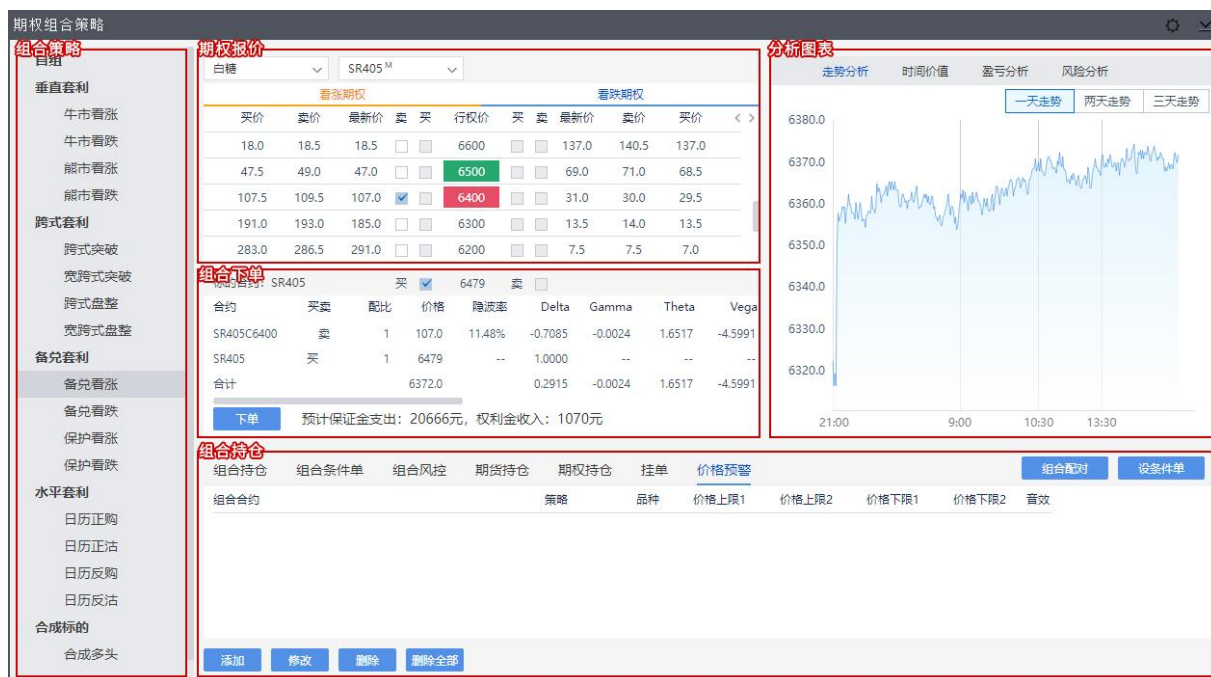 期权组合策略
组合策略
自组
垂直套利
牛市看涨
牛市看跌
熊市看涨
熊市看跌
跨式套利
跨式突破
宽跨式突破
跨式盘整
宽跨式盘整
备兑套利
备兑看涨
备兑看跌
保护看涨
保护看跌
水平套利
日历正购
日历正沽
日历反购
日历反沽
合成标的
合成多头
期权报价
白糖 SR405 M
看涨期权 看跌期权
买价 卖价 最新价 卖 买 行权价 买 卖 最新价 卖价 买价 < >
18.0 18.5 18.5 6600 137.0 140.5 137.0
47.5 49.0 47.0 6500 69.0 71.0 68.5
107.5 109.5 107.0 6400 31.0 30.0 29.5
191.0 193.0 185.0 6300 13.5 14.0 13.5
283.0 286.5 291.0 6200 7.5 7.5 7.0
组合下单
标的合约: SR405 买 6479 卖
合约 买卖 配比 价格 隐波率 Delta Gamma Theta Vega
SR405C6400 卖 1 107.0 11.48% -0.7085 -0.0024 1.6517 -4.5991
SR405 买 1 6479 -- 1.0000 -- -- --
合计 6372.0 0.2915 -0.0024 1.6517 -4.5991
下单 预计保证金支出：20666元，权利金收入：1070元
分析图表
走势分析 时间价值 盈亏分析 风险分析
一天走势 两天走势 三天走势
6380.0
6370.0
6360.0
6350.0
6340.0
6330.0
6320.0
21:00 9:00 10:30 13:30
组合持仓
组合持仓 组合条件单 组合风控 期货持仓 期权持仓 挂单 价格预警 组合配对 设条件单
组合合约 策略 品种 价格上限1 价格上限2 价格下限1 价格下限2 音效
添加 修改 删除 删除全部